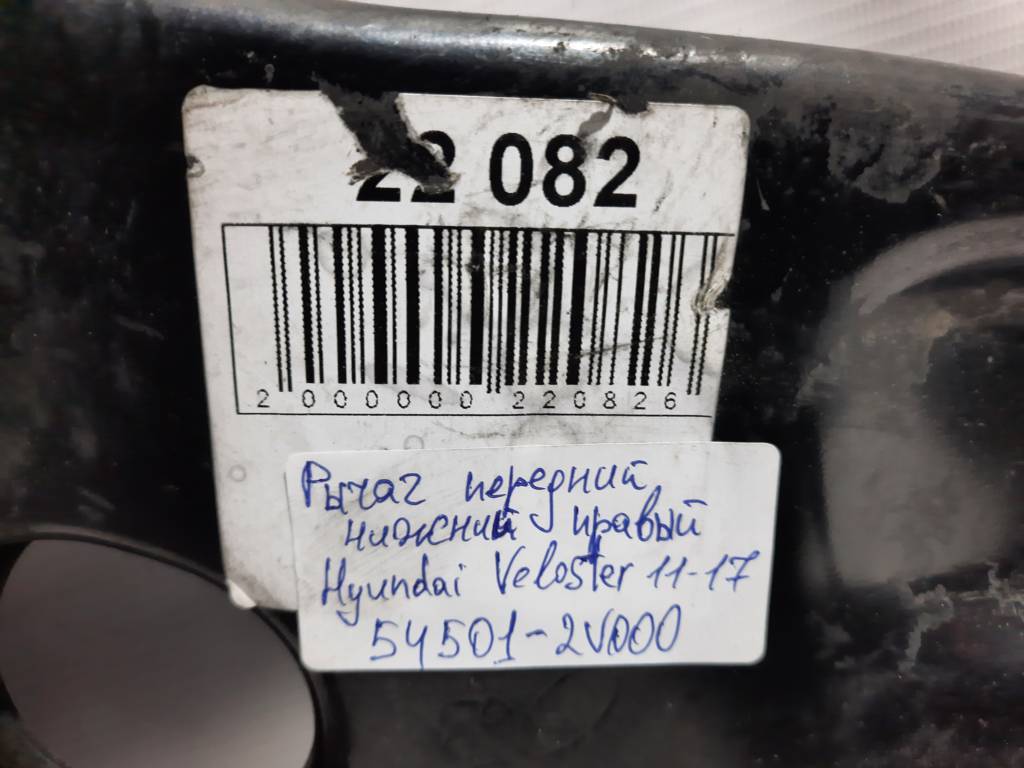 22 082
2 000000 220826
Рычаг передний
нижний правый
Hyundai Veloster 11-17
54501-2V000